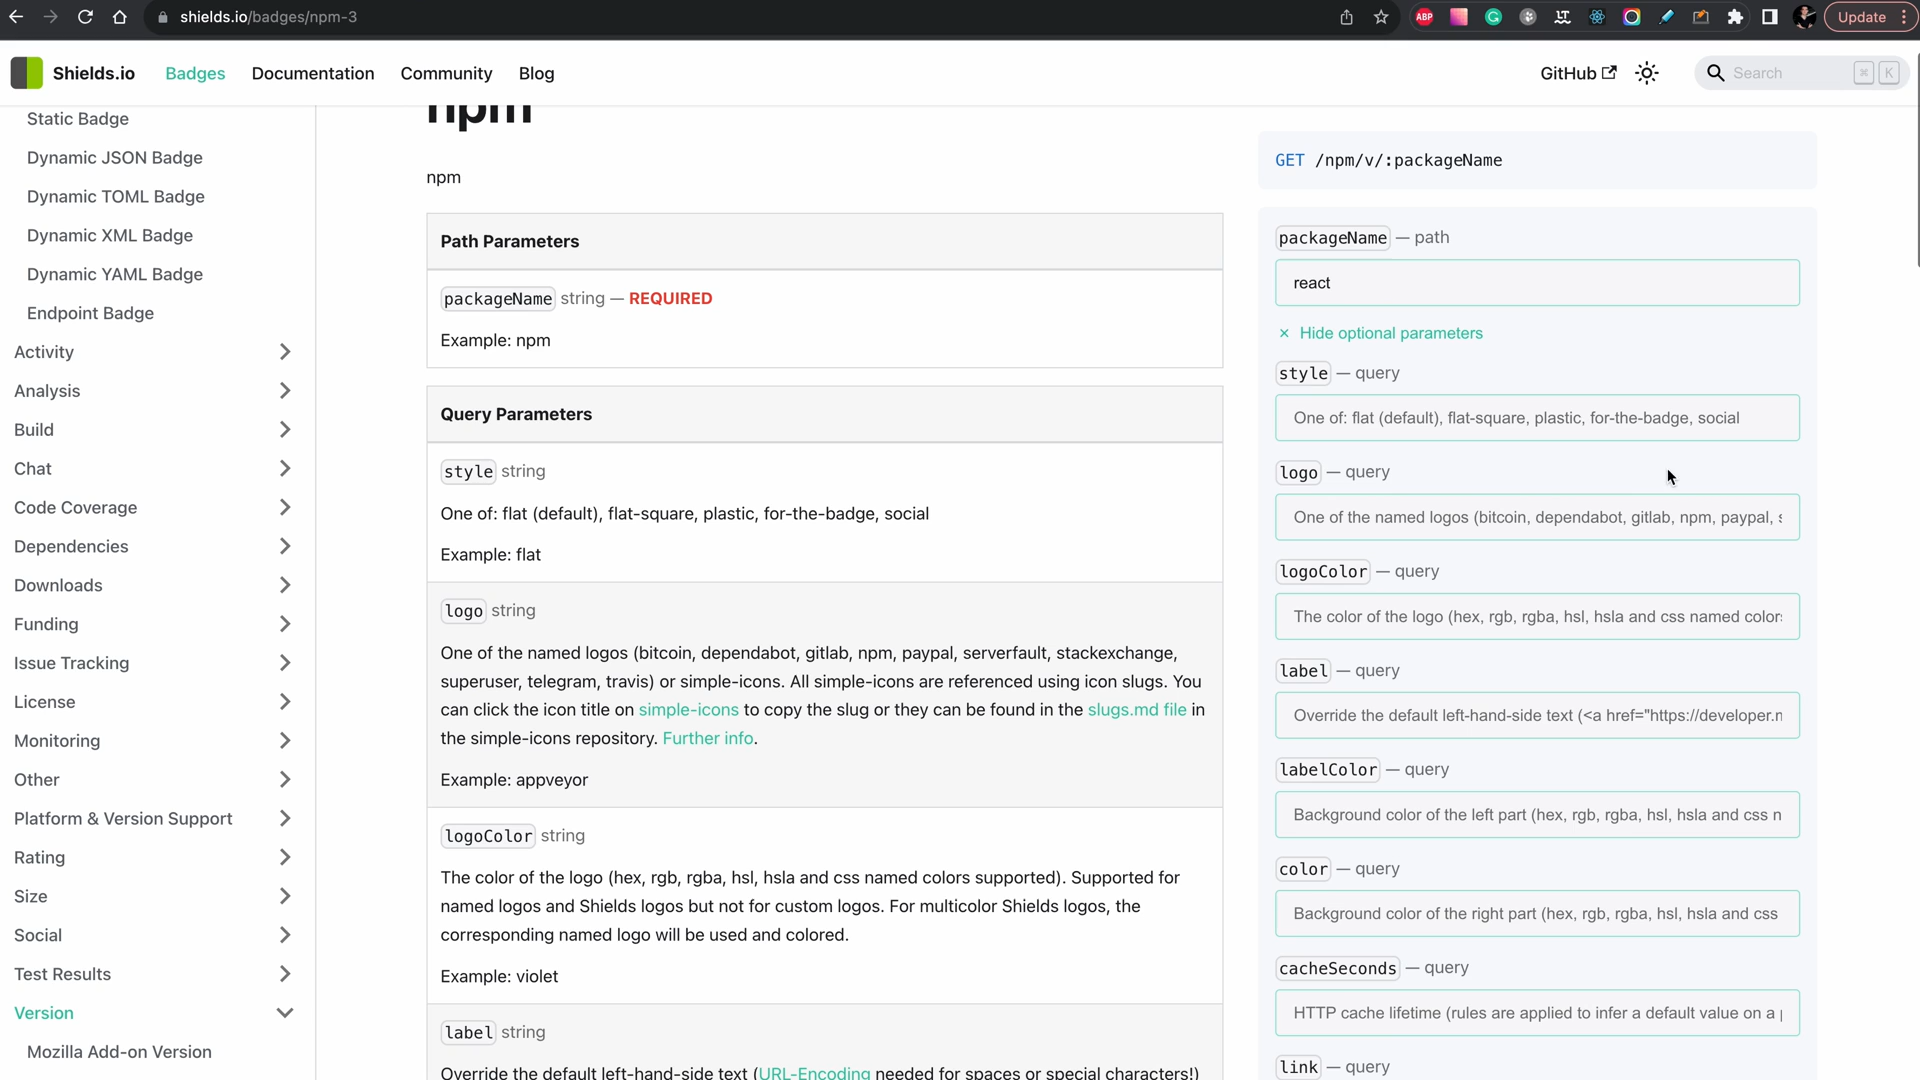 shields.io/badges/npm-3
ABP
Update
Shields.io
Badges
Documentation
Community
Blog
GitHub
Search
⌘
K
Static Badge
Dynamic JSON Badge
Dynamic TOML Badge
Dynamic XML Badge
Dynamic YAML Badge
Endpoint Badge
Activity
Analysis
Build
Chat
Code Coverage
Dependencies
Downloads
Funding
Issue Tracking
License
Monitoring
Other
Platform & Version Support
Rating
Size
Social
Test Results
Version
Mozilla Add-on Version
npm
npm
Path Parameters
packageName string — REQUIRED
Example: npm
Query Parameters
style string
One of: flat (default), flat-square, plastic, for-the-badge, social
Example: flat
logo string
One of the named logos (bitcoin, dependabot, gitlab, npm, paypal, serverfault, stackexchange,
superuser, telegram, travis) or simple-icons. All simple-icons are referenced using icon slugs. You
can click the icon title on simple-icons to copy the slug or they can be found in the slugs.md file in
the simple-icons repository. Further info.
Example: appveyor
logoColor string
The color of the logo (hex, rgb, rgba, hsl, hsla and css named colors supported). Supported for
named logos and Shields logos but not for custom logos. For multicolor Shields logos, the
corresponding named logo will be used and colored.
Example: violet
label string
Override the default left-hand-side text (URL-Encoding needed for spaces or special characters!)
GET /npm/v/:packageName
packageName — path
react
× Hide optional parameters
style — query
One of: flat (default), flat-square, plastic, for-the-badge, social
logo — query
One of the named logos (bitcoin, dependabot, gitlab, npm, paypal,
logoColor — query
The color of the logo (hex, rgb, rgba, hsl, hsla and css named color
label — query
Override the default left-hand-side text (<a href="https://developer.
labelColor — query
Background color of the left part (hex, rgb, rgba, hsl, hsla and css n
color — query
Background color of the right part (hex, rgb, rgba, hsl, hsla and css
cacheSeconds — query
HTTP cache lifetime (rules are applied to infer a default value on a
link — query